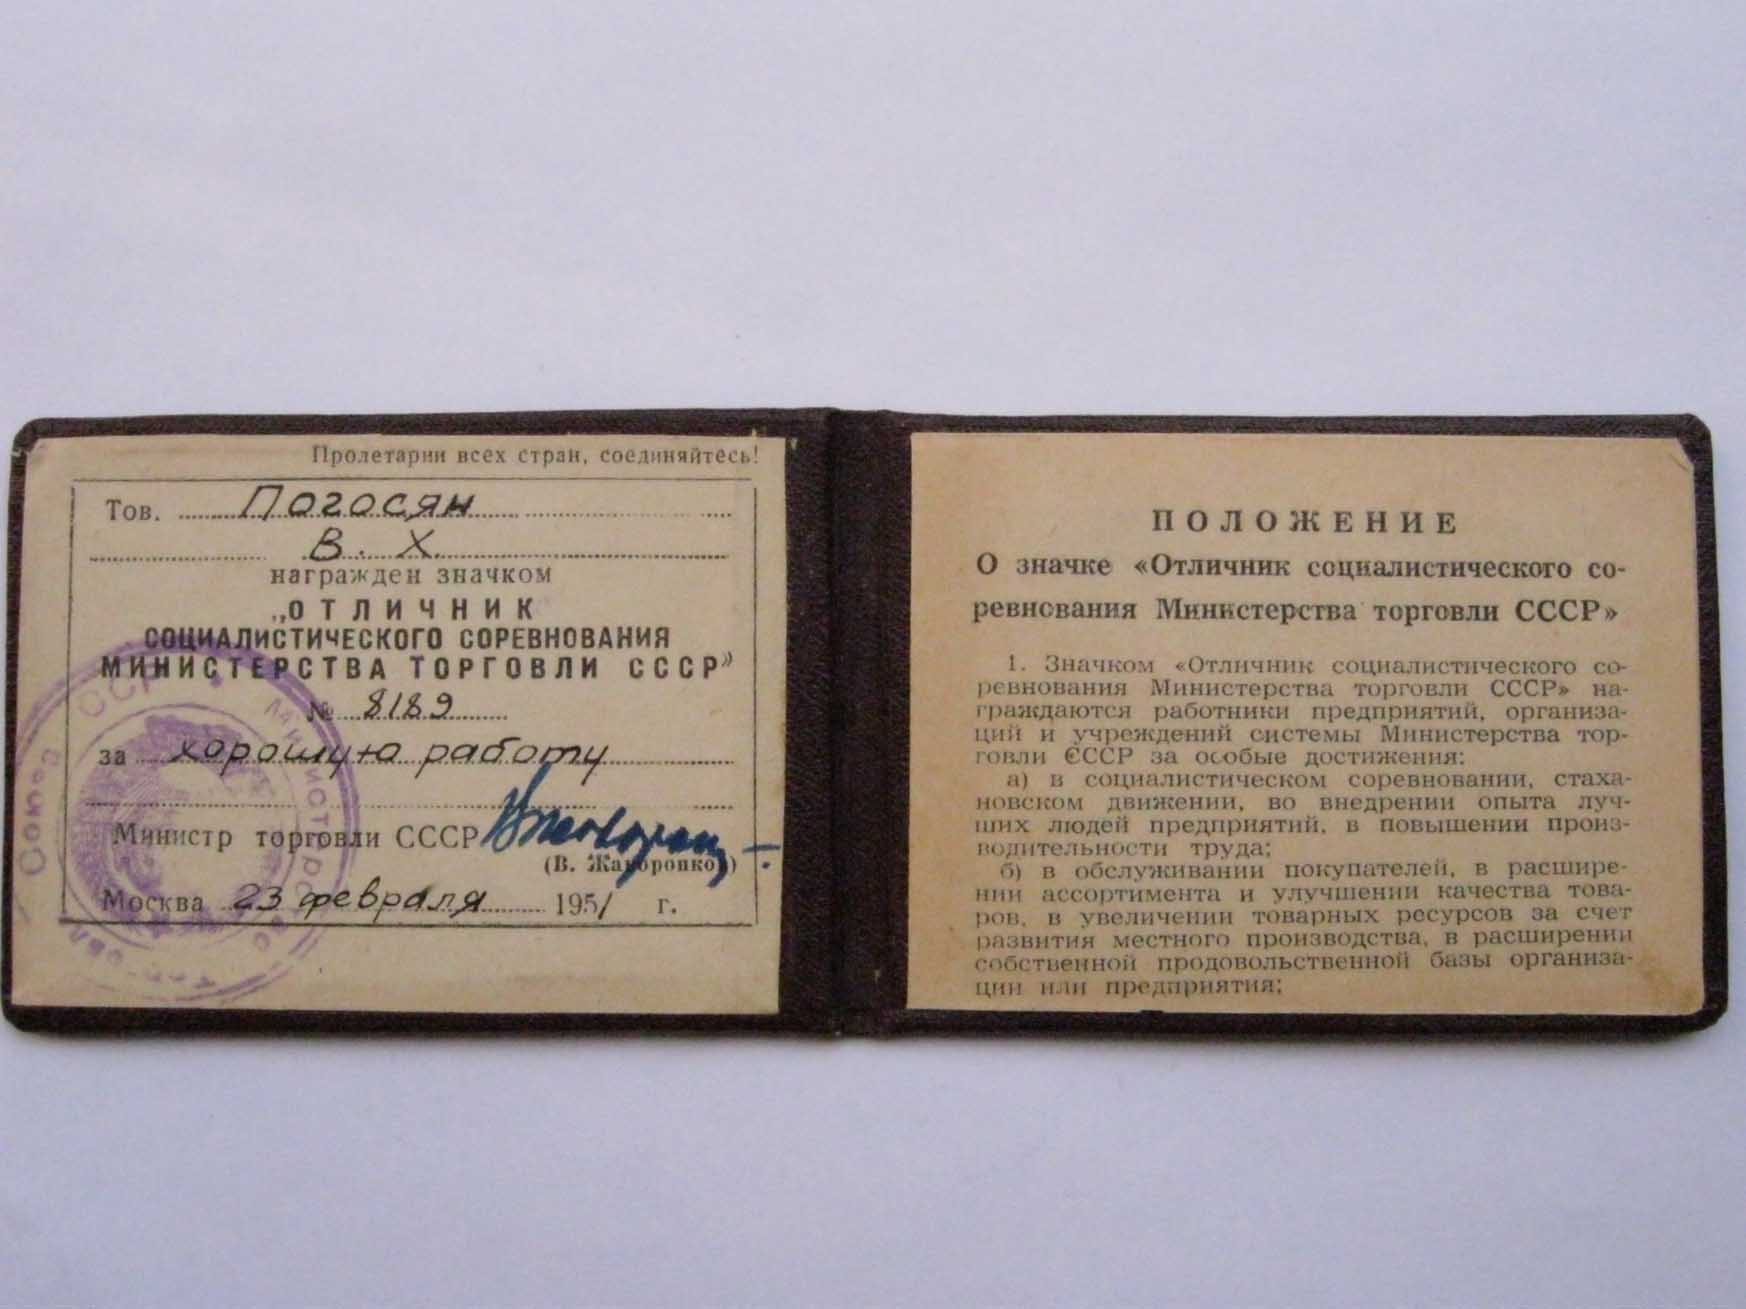 Пролетарии всех стран, соединяйтесь!
Тов. Погосян
В. Х.
награжден значком
„ОТЛИЧНИК
СОЦИАЛИСТИЧЕСКОГО СОРЕВНОВАНИЯ
МИНИСТЕРСТВА ТОРГОВЛИ СССР”
№ 8189
за хорошую работу
Министр торговли СССР
(В. Жаворонков)
Москва 23 февраля 1951 г.
Союз ССР
Министерство
ПОЛОЖЕНИЕ
О значке «Отличник социалистического со-
ревнования Министерства торговли СССР»
1. Значком «Отличник социалистического со-
ревнования Министерства торговли СССР» на-
граждаются работники предприятий, организа-
ций и учреждений системы Министерства тор-
говли СССР за особые достижения:
а) в социалистическом соревновании, стаха-
новском движении, во внедрении опыта луч-
ших людей предприятий, в повышении произ-
водительности труда;
б) в обслуживании покупателей, в расшире-
нии ассортимента и улучшении качества това-
ров, в увеличении товарных ресурсов за счет
развития местного производства, в расширении
собственной продовольственной базы организа-
ции или предприятия;